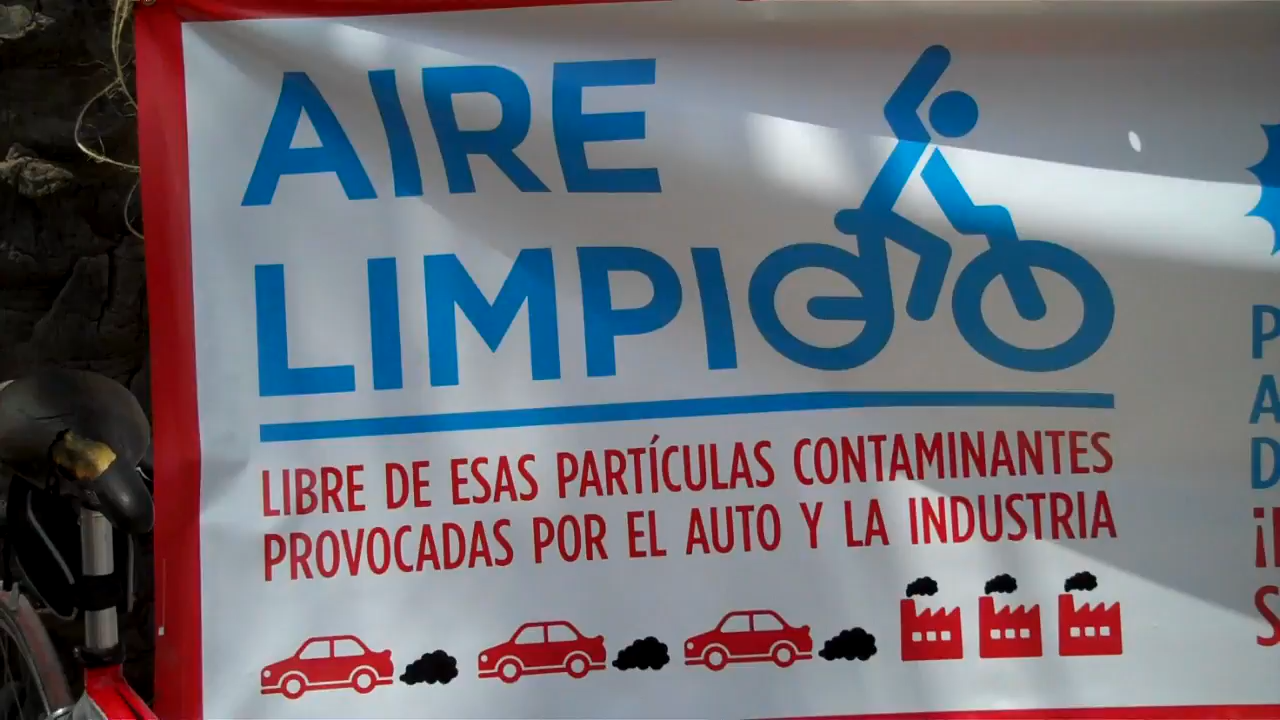 AIRE
LIMPIO
LIBRE DE ESAS PARTÍCULAS CONTAMINANTES
PROVOCADAS POR EL AUTO Y LA INDUSTRIA